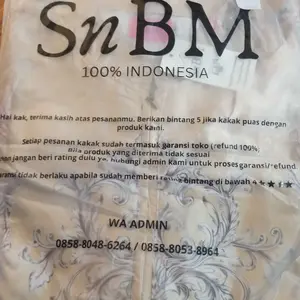 SnBM
100% INDONESIA
Hai kak, terima kasih atas pesananmu. Berikan bintang 5 jika kakak puas dengan
produk kami.
Setiap pesanan kakak sudah termasuk garansi toko (refund 100%
Bila produk yang diterima tidak sesuai
jangan beri rating dulu ya, hubungi admin kami untuk proses garansi/refund
tidak berlaku apabila sudah memberi rating bintang di bawah 4
WA ADMIN
0858-8048-6264 / 0858-8053-8964